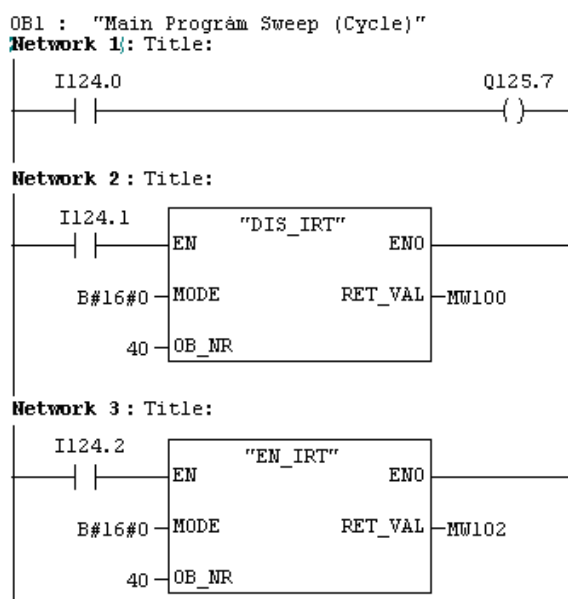 OB1 : "Main Program Sweep (Cycle)"
Network 1: Title:
I124.0 Q125.7
Network 2 : Title:
I124.1 "DIS_IRT"
EN ENO
B#16#0 MODE RET_VAL MW100
40 OB_NR
Network 3 : Title:
I124.2 "EN_IRT"
EN ENO
B#16#0 MODE RET_VAL MW102
40 OB_NR